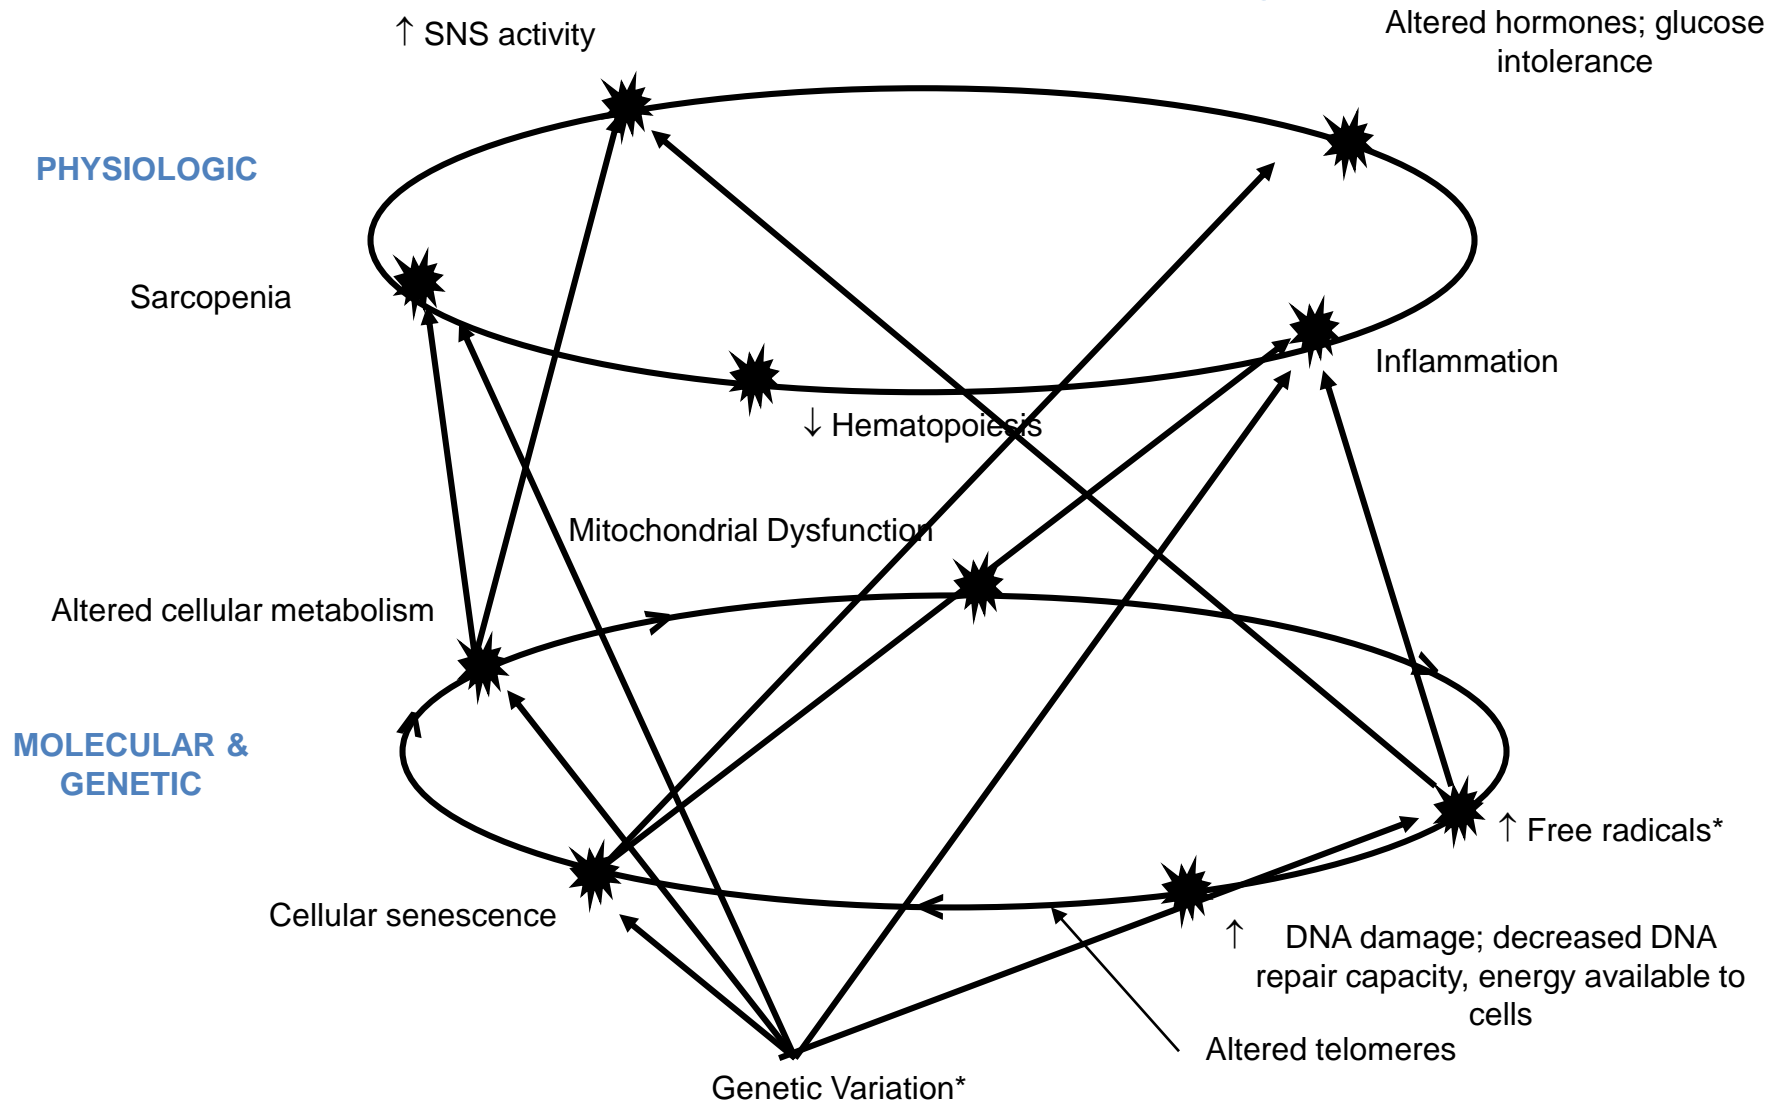 ↑ SNS activity
Altered hormones; glucose
intolerance
PHYSIOLOGIC
Sarcopenia
Inflammation
↓ Hematopoiesis
Mitochondrial Dysfunction
Altered cellular metabolism
MOLECULAR &
GENETIC
↑ Free radicals*
Cellular senescence
↑ DNA damage; decreased DNA
repair capacity, energy available to
cells
Altered telomeres
Genetic Variation*